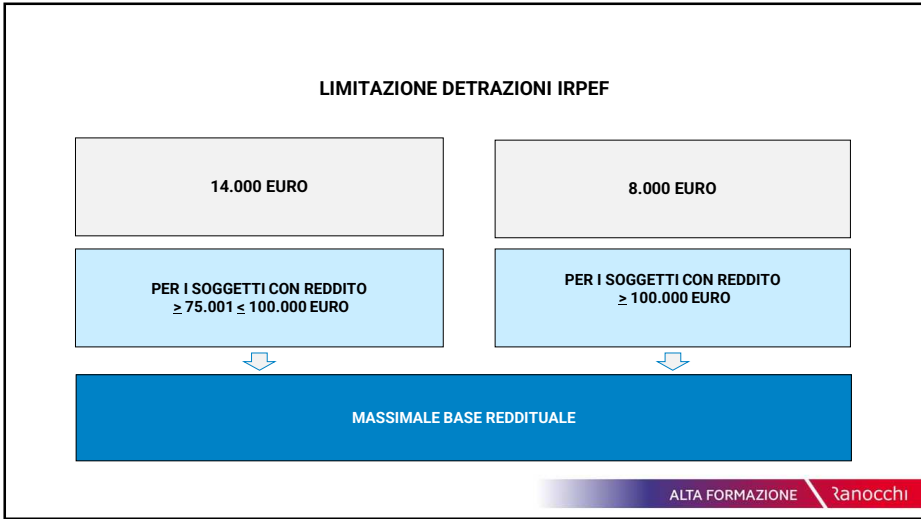 LIMITAZIONE DETRAZIONI IRPEF
14.000 EURO
8.000 EURO
PER I SOGGETTI CON REDDITO
≥ 75.001 ≤ 100.000 EURO
PER I SOGGETTI CON REDDITO
≥ 100.000 EURO
MASSIMALE BASE REDDITUALE
ALTA FORMAZIONE
Ranocchi